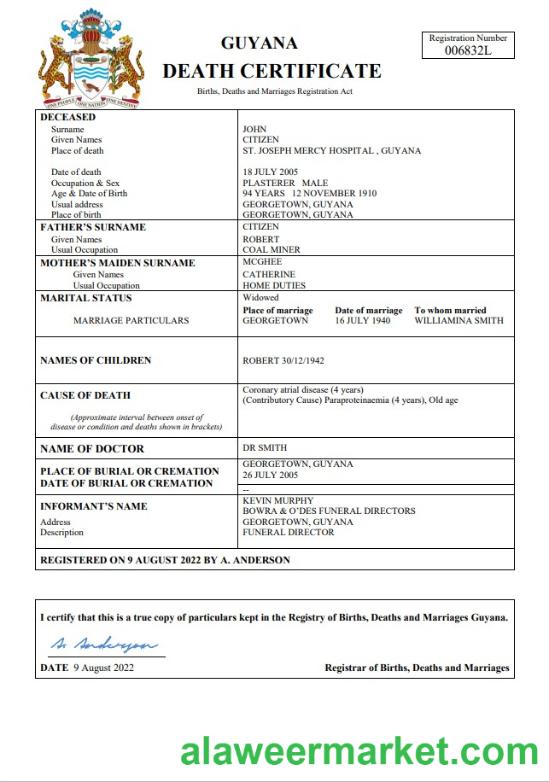 GUYANA
DEATH CERTIFICATE
Births, Deaths and Marriages Registration Act
Registration Number
006832L
ONE PEOPLE ONE NATION ONE DESTINY
DECEASED
Surname JOHN
Given Names CITIZEN
Place of death ST. JOSEPH MERCY HOSPITAL , GUYANA
Date of death 18 JULY 2005
Occupation & Sex PLASTERER MALE
Age & Date of Birth 94 YEARS 12 NOVEMBER 1910
Usual address GEORGETOWN, GUYANA
Place of birth GEORGETOWN, GUYANA
FATHER'S SURNAME CITIZEN
Given Names ROBERT
Usual Occupation COAL MINER
MOTHER'S MAIDEN SURNAME MCGHEE
Given Names CATHERINE
Usual Occupation HOME DUTIES
MARITAL STATUS Widowed
Place of marriage Date of marriage To whom married
MARRIAGE PARTICULARS GEORGETOWN 16 JULY 1940 WILLIAMINA SMITH
NAMES OF CHILDREN ROBERT 30/12/1942
CAUSE OF DEATH Coronary atrial disease (4 years)
(Contributory Cause) Paraproteinaemia (4 years), Old age
(Approximate interval between onset of
disease or condition and deaths shown in brackets)
NAME OF DOCTOR DR SMITH
PLACE OF BURIAL OR CREMATION GEORGETOWN, GUYANA
DATE OF BURIAL OR CREMATION 26 JULY 2005
--
INFORMANT'S NAME KEVIN MURPHY
BOWRA & O'DES FUNERAL DIRECTORS
Address GEORGETOWN, GUYANA
Description FUNERAL DIRECTOR
REGISTERED ON 9 AUGUST 2022 BY A. ANDERSON
I certify that this is a true copy of particulars kept in the Registry of Births, Deaths and Marriages Guyana.
A. Anderson
DATE 9 August 2022 Registrar of Births, Deaths and Marriages
alaweermarket.com